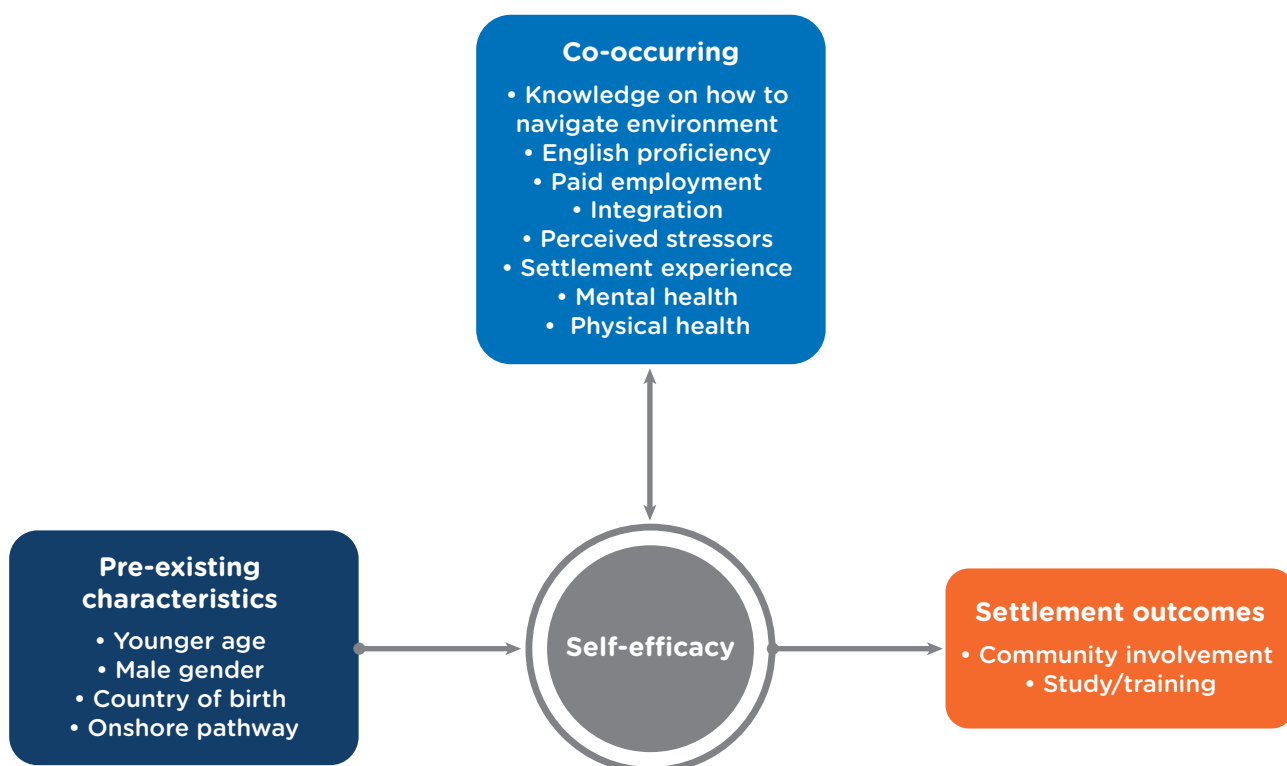 Co-occurring
• Knowledge on how to
navigate environment
• English proficiency
• Paid employment
• Integration
• Perceived stressors
• Settlement experience
• Mental health
• Physical health
Pre-existing
characteristics
• Younger age
• Male gender
• Country of birth
• Onshore pathway
Self-efficacy
Settlement outcomes
• Community involvement
• Study/training